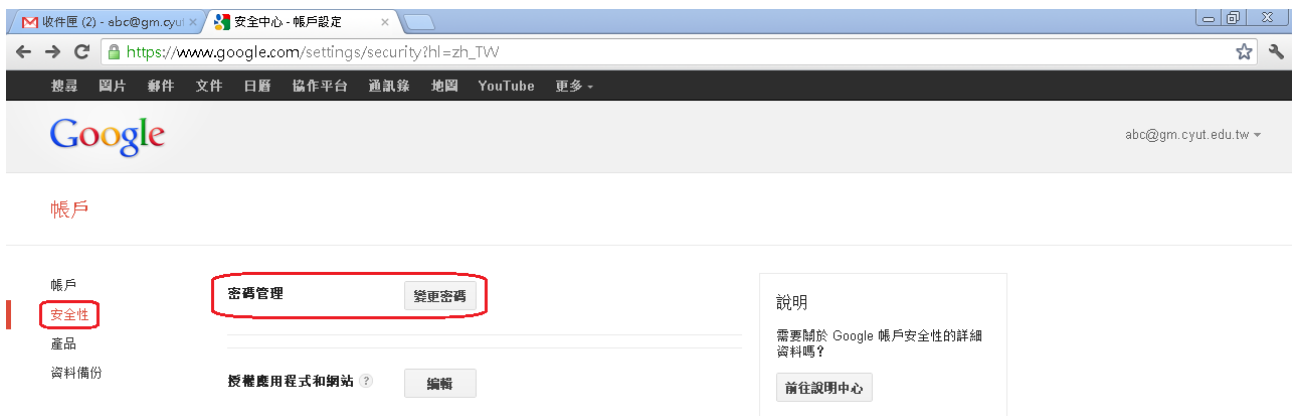 收件匣 (2) - abc@gm.cyut
安全中心 - 帳戶設定
https://www.google.com/settings/security?hl=zh_TW
搜尋 圖片 郵件 文件 日曆 協作平台 通訊錄 地圖 YouTube 更多
Google
abc@gm.cyut.edu.tw
帳戶
帳戶
安全性
產品
資料備份
密碼管理 變更密碼
授權應用程式和網站 ? 編輯
說明
需要關於 Google 帳戶安全性的詳細
資料嗎?
前往說明中心